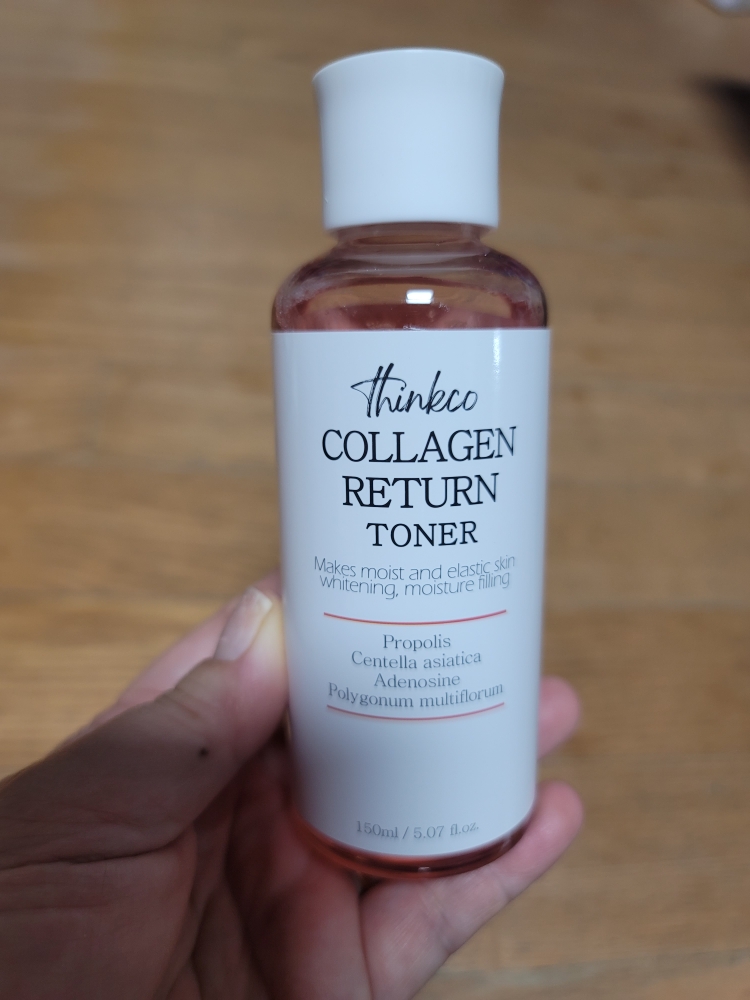 thinkco
COLLAGEN
RETURN
TONER
Makes moist and elastic skin
whitening, moisture filling
Propolis
Centella asiatica
Adenosine
Polygonum multiflorum
150ml / 5.07 fl.oz.